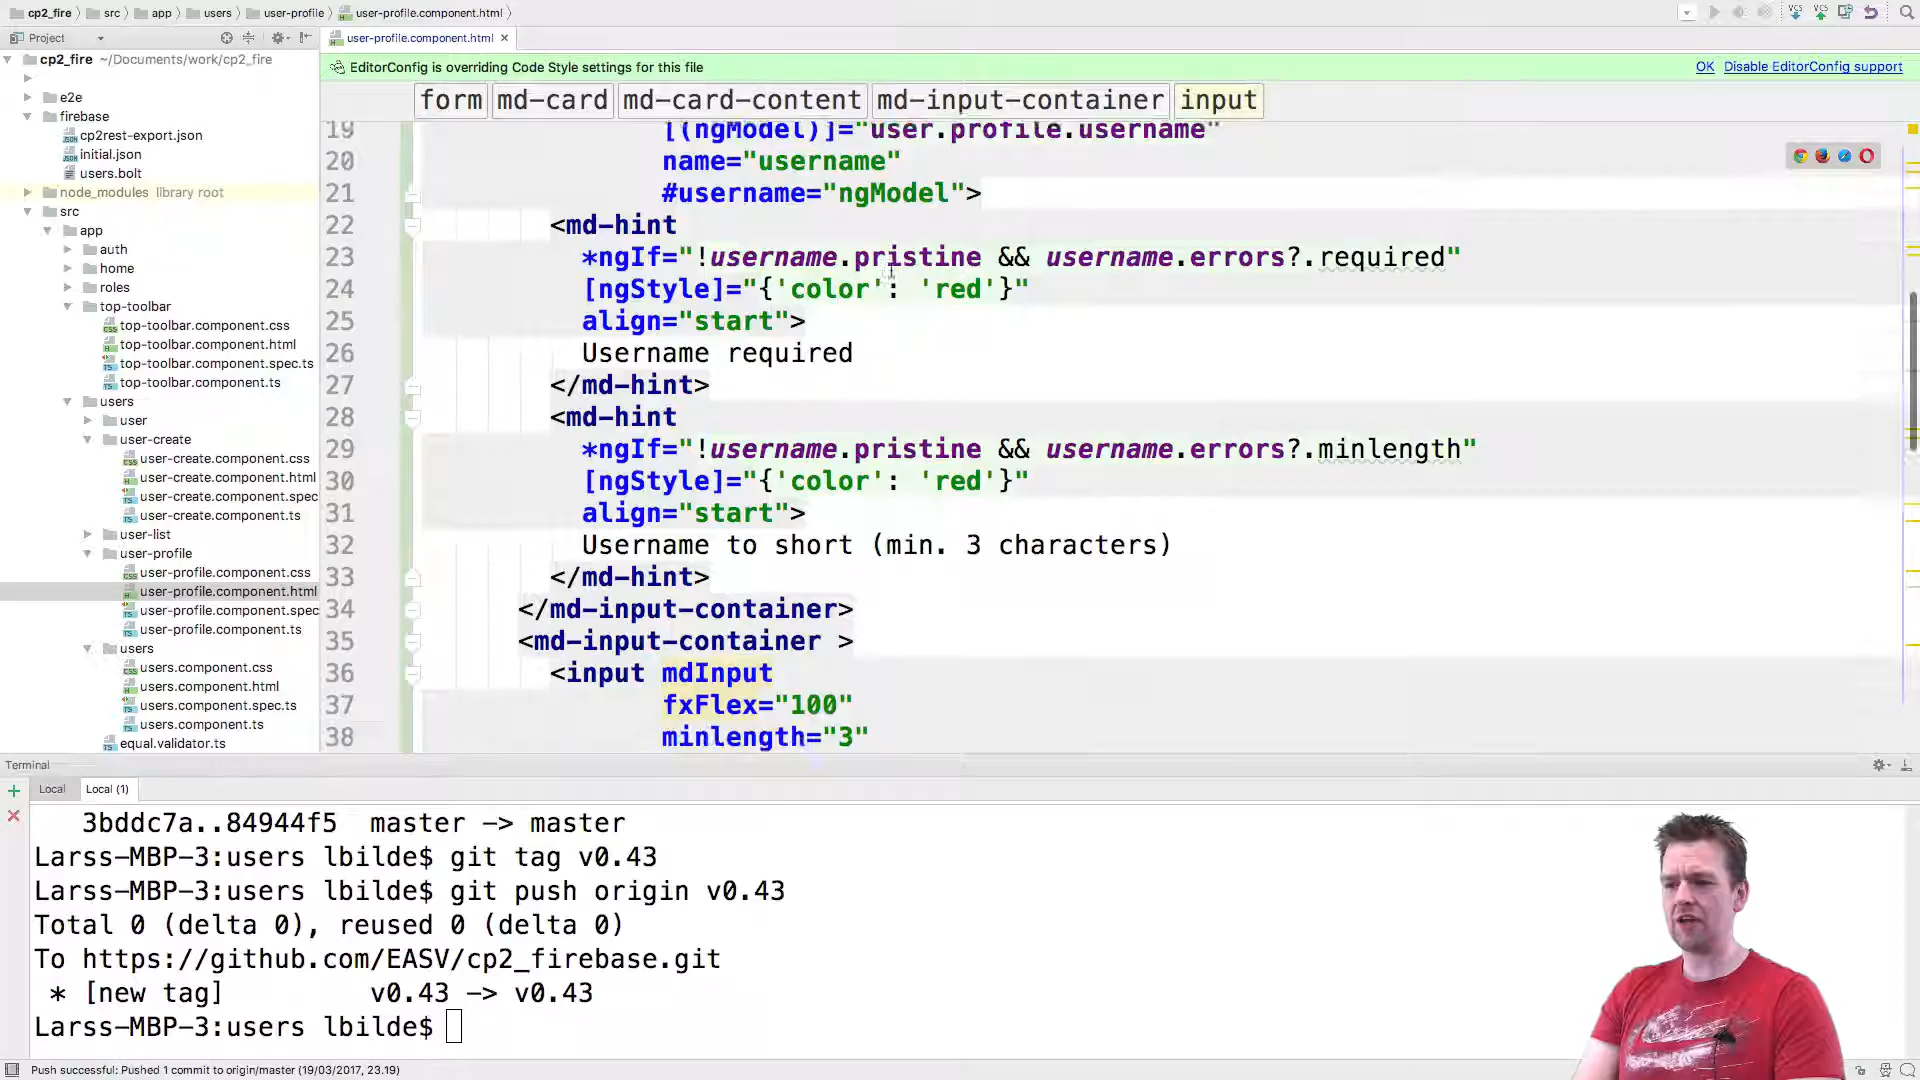 cp2_fire src app users user-profile user-profile.component.html
Project
user-profile.component.html ×
cp2_fire ~/Documents/work/cp2_fire
EditorConfig is overriding Code Style settings for this file
OK Disable EditorConfig support
form md-card md-card-content md-input-container input
e2e
firebase
cp2rest-export.json
initial.json
users.bolt
node_modules library root
src
app
auth
home
roles
top-toolbar
top-toolbar.component.css
top-toolbar.component.html
top-toolbar.component.spec.ts
top-toolbar.component.ts
users
user
user-create
user-create.component.css
user-create.component.html
user-create.component.spec
user-create.component.ts
user-list
user-profile
user-profile.component.css
user-profile.component.html
user-profile.component.spec
user-profile.component.ts
users
users.component.css
users.component.html
users.component.spec.ts
users.component.ts
equal.validator.ts
19 [(ngModel)]="user.profile.username"
20 name="username"
21 #username="ngModel">
22 <md-hint
23 *ngIf="!username.pristine && username.errors?.required"
24 [ngStyle]="{'color': 'red'}"
25 align="start">
26 Username required
27 </md-hint>
28 <md-hint
29 *ngIf="!username.pristine && username.errors?.minlength"
30 [ngStyle]="{'color': 'red'}"
31 align="start">
32 Username to short (min. 3 characters)
33 </md-hint>
34 </md-input-container>
35 <md-input-container >
36 <input mdInput
37 fxFlex="100"
38 minlength="3"
Terminal
Local Local (1)
3bddc7a..84944f5 master -> master
Larss-MBP-3:users lbilde$ git tag v0.43
Larss-MBP-3:users lbilde$ git push origin v0.43
Total 0 (delta 0), reused 0 (delta 0)
To https://github.com/EASV/cp2_firebase.git
* [new tag] v0.43 -> v0.43
Larss-MBP-3:users lbilde$
Push successful: Pushed 1 commit to origin/master (19/03/2017, 23.19)